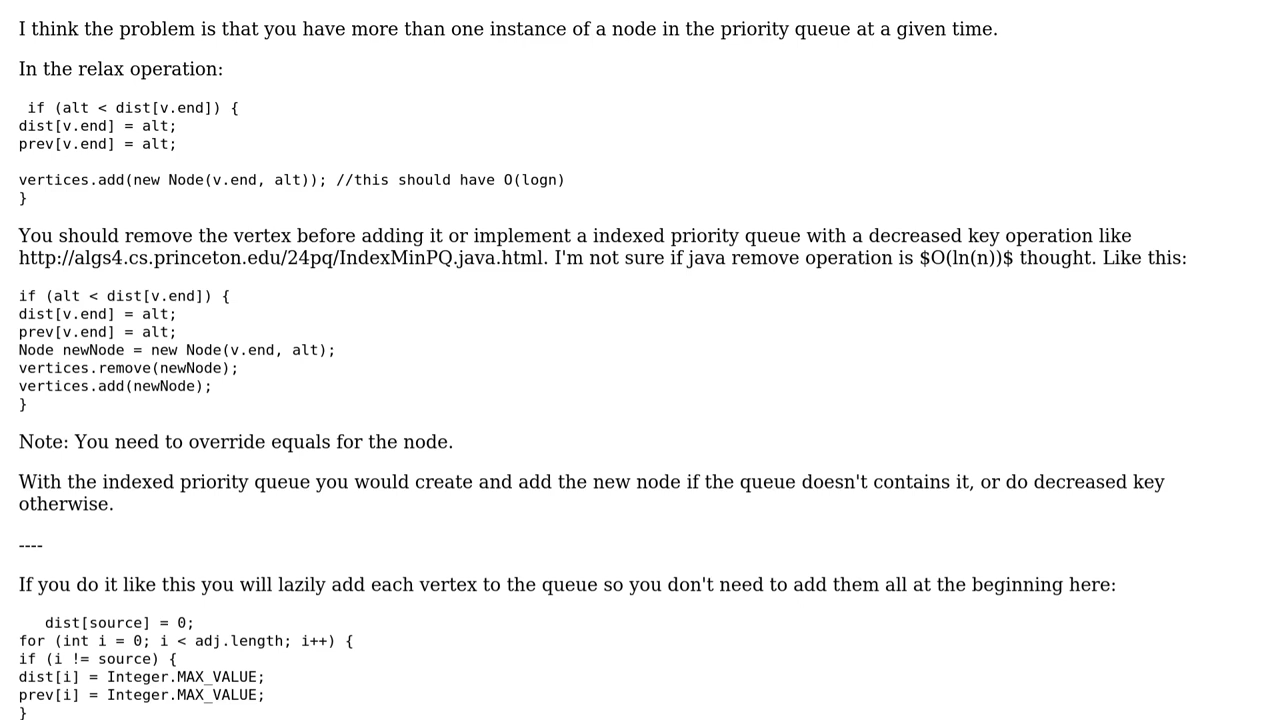 I think the problem is that you have more than one instance of a node in the priority queue at a given time.
In the relax operation:
if (alt < dist[v.end]) {
dist[v.end] = alt;
prev[v.end] = alt;
vertices.add(new Node(v.end, alt)); //this should have O(logn)
}
You should remove the vertex before adding it or implement a indexed priority queue with a decreased key operation like
http://algs4.cs.princeton.edu/24pq/IndexMinPQ.java.html. I'm not sure if java remove operation is $O(ln(n))$ thought. Like this:
if (alt < dist[v.end]) {
dist[v.end] = alt;
prev[v.end] = alt;
Node newNode = new Node(v.end, alt);
vertices.remove(newNode);
vertices.add(newNode);
}
Note: You need to override equals for the node.
With the indexed priority queue you would create and add the new node if the queue doesn't contains it, or do decreased key
otherwise.
----
If you do it like this you will lazily add each vertex to the queue so you don't need to add them all at the beginning here:
dist[source] = 0;
for (int i = 0; i < adj.length; i++) {
if (i != source) {
dist[i] = Integer.MAX_VALUE;
prev[i] = Integer.MAX_VALUE;
}